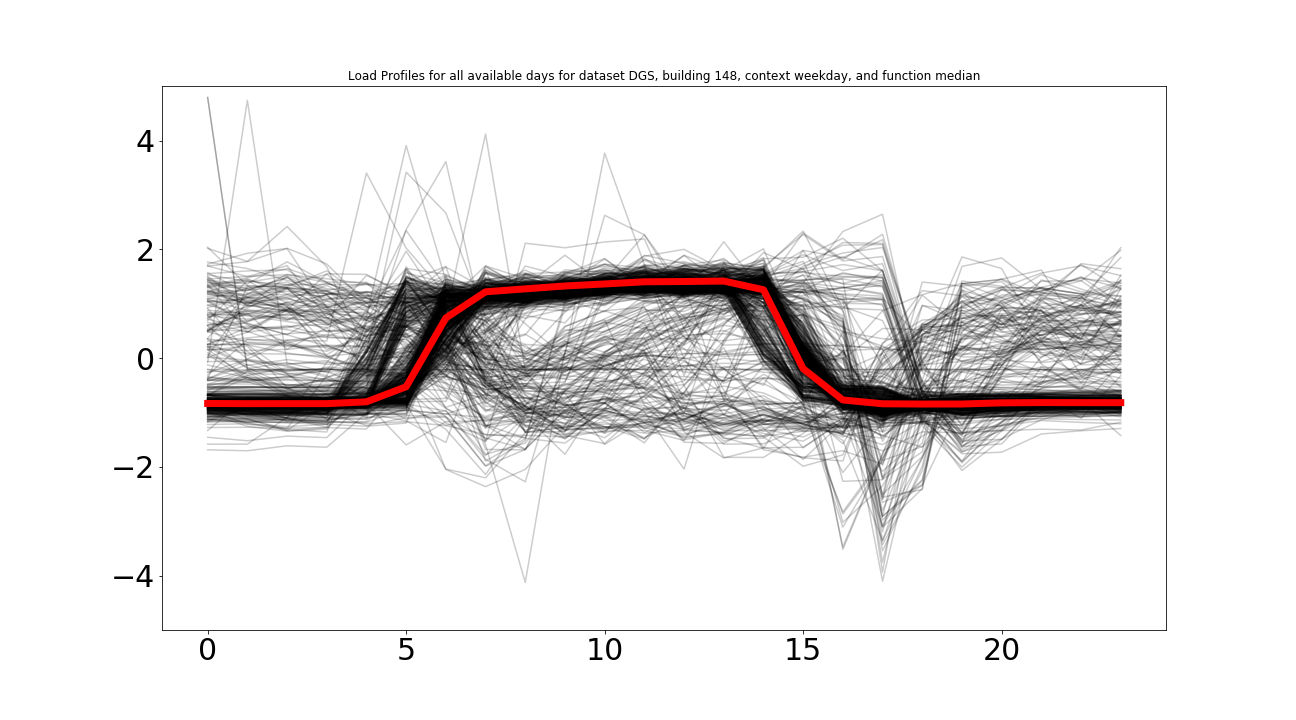 Load Profiles for all available days for dataset DGS, building 148, context weekday, and function median
4
2
0
−2
−4
0 5 10 15 20